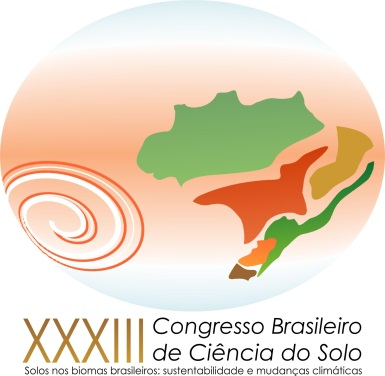 XXXIII Congresso Brasileiro
de Ciência do Solo
Solos nos biomas brasileiros: sustentabilidade e mudanças climáticas